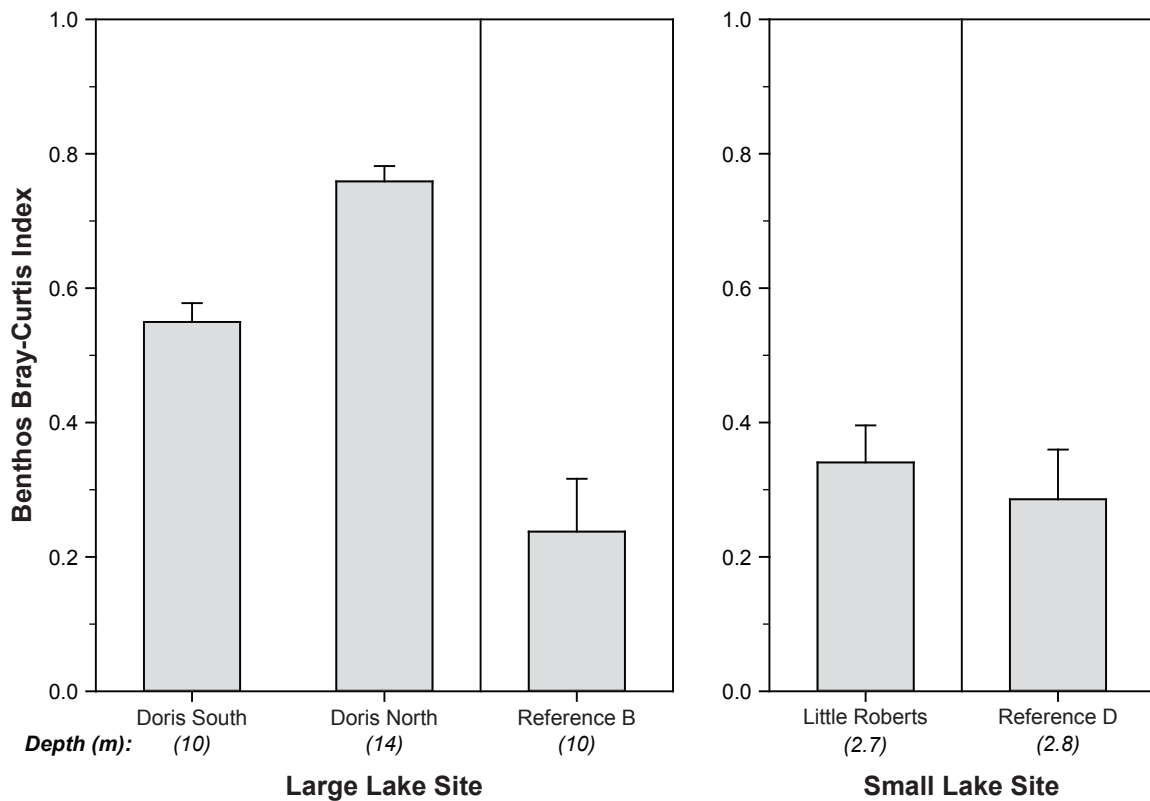 Benthos Bray-Curtis Index
1.0
0.8
0.6
0.4
0.2
0.0
Doris South
Doris North
Reference B
Depth (m):
(10)
(14)
(10)
Large Lake Site
1.0
0.8
0.6
0.4
0.2
0.0
Little Roberts
Reference D
(2.7)
(2.8)
Small Lake Site